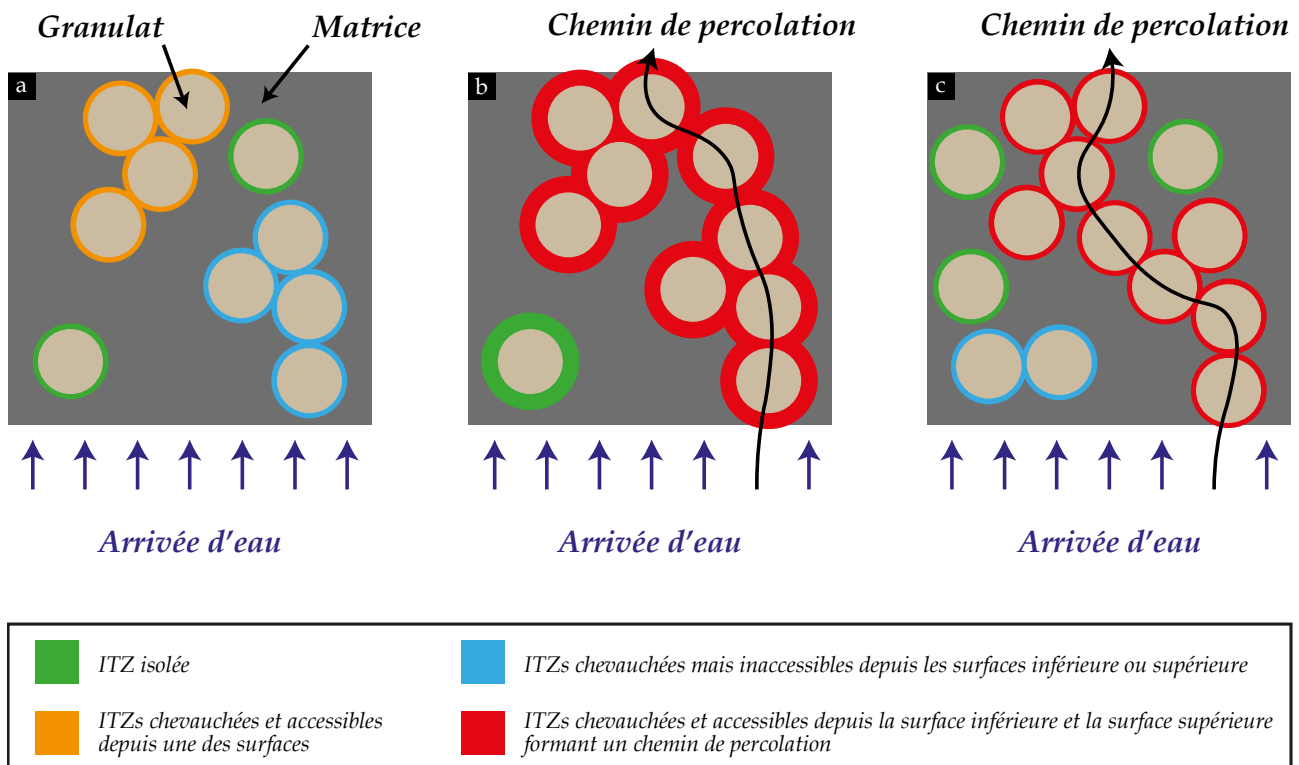 Granulat
Matrice
Chemin de percolation
Chemin de percolation
a
b
c
Arrivée d'eau
Arrivée d'eau
Arrivée d'eau
ITZ isolée
ITZs chevauchées mais inaccessibles depuis les surfaces inférieure ou supérieure
ITZs chevauchées et accessibles
depuis une des surfaces
ITZs chevauchées et accessibles depuis la surface inférieure et la surface supérieure
formant un chemin de percolation